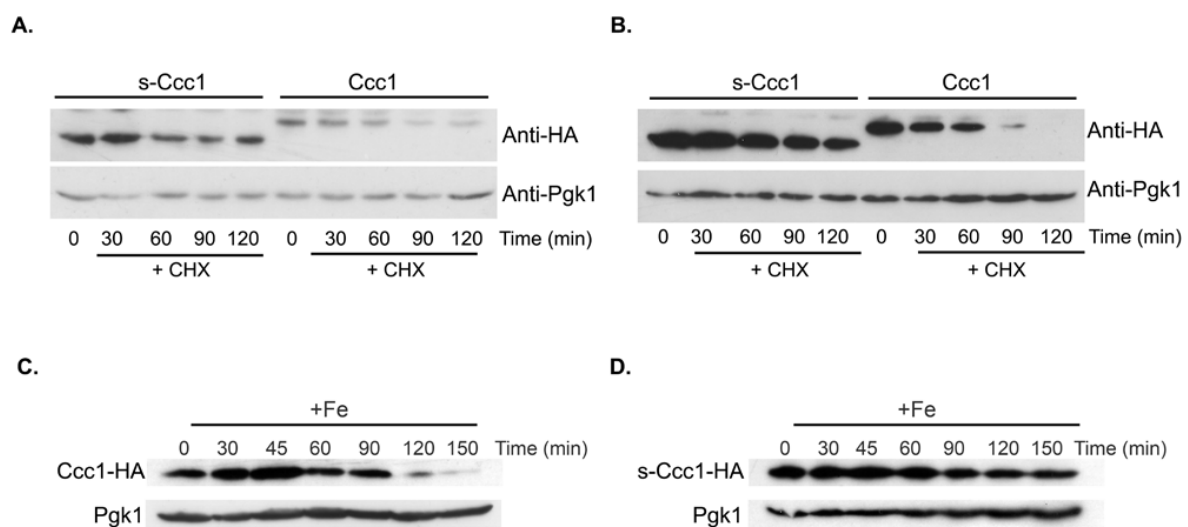 A.
s-Ccc1 Ccc1
Anti-HA
Anti-Pgk1
0 30 60 90 120 0 30 60 90 120 Time (min)
+ CHX + CHX
B.
s-Ccc1 Ccc1
Anti-HA
Anti-Pgk1
0 30 60 90 120 0 30 60 90 120 Time (min)
+ CHX + CHX
C.
+Fe
0 30 45 60 90 120 150 Time (min)
Ccc1-HA
Pgk1
D.
+Fe
0 30 45 60 90 120 150 Time (min)
s-Ccc1-HA
Pgk1